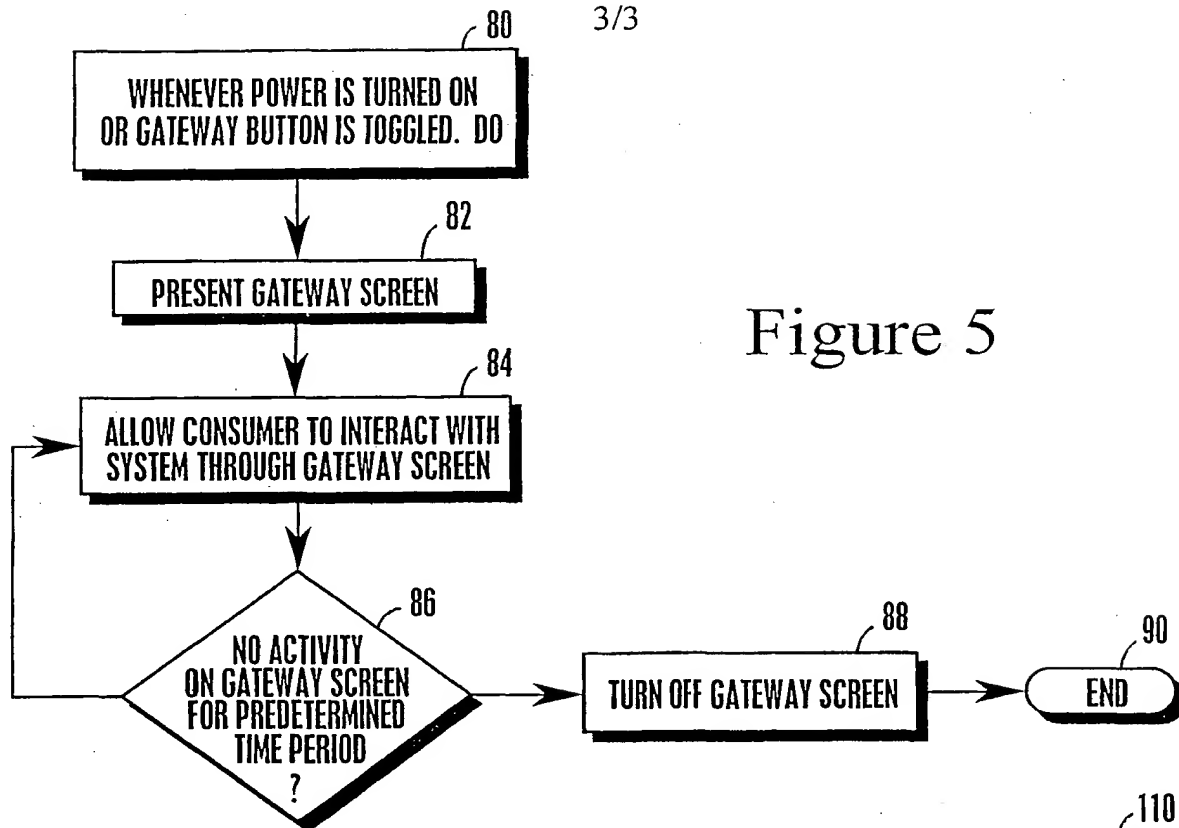 3/3
80
WHENEVER POWER IS TURNED ON
OR GATEWAY BUTTON IS TOGGLED. DO
82
PRESENT GATEWAY SCREEN
Figure 5
84
ALLOW CONSUMER TO INTERACT WITH
SYSTEM THROUGH GATEWAY SCREEN
86
NO ACTIVITY
ON GATEWAY SCREEN
FOR PREDETERMINED
TIME PERIOD
?
88
TURN OFF GATEWAY SCREEN
90
END
110